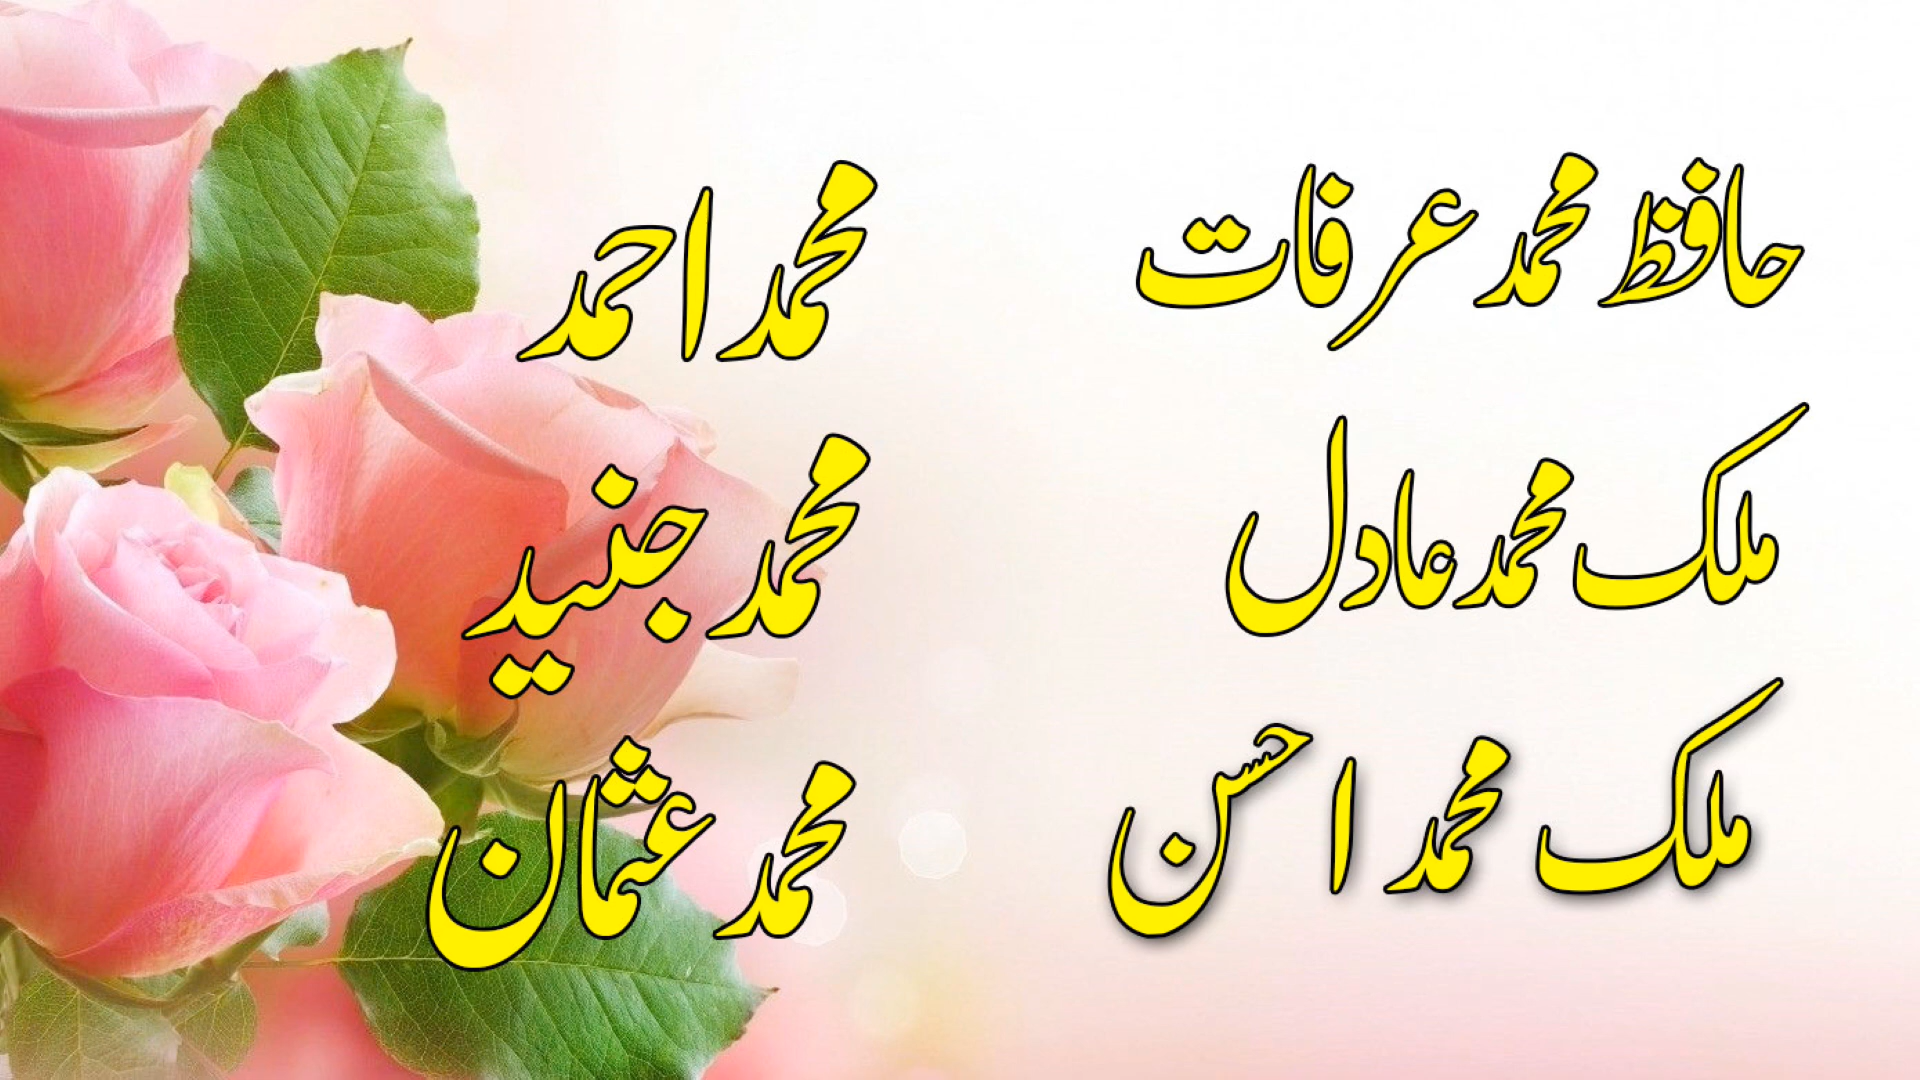 حافظ محمد عرفات
ملک محمد عادل
ملک محمد احسن
محمد احمد
محمد جنید
محمد عثمان